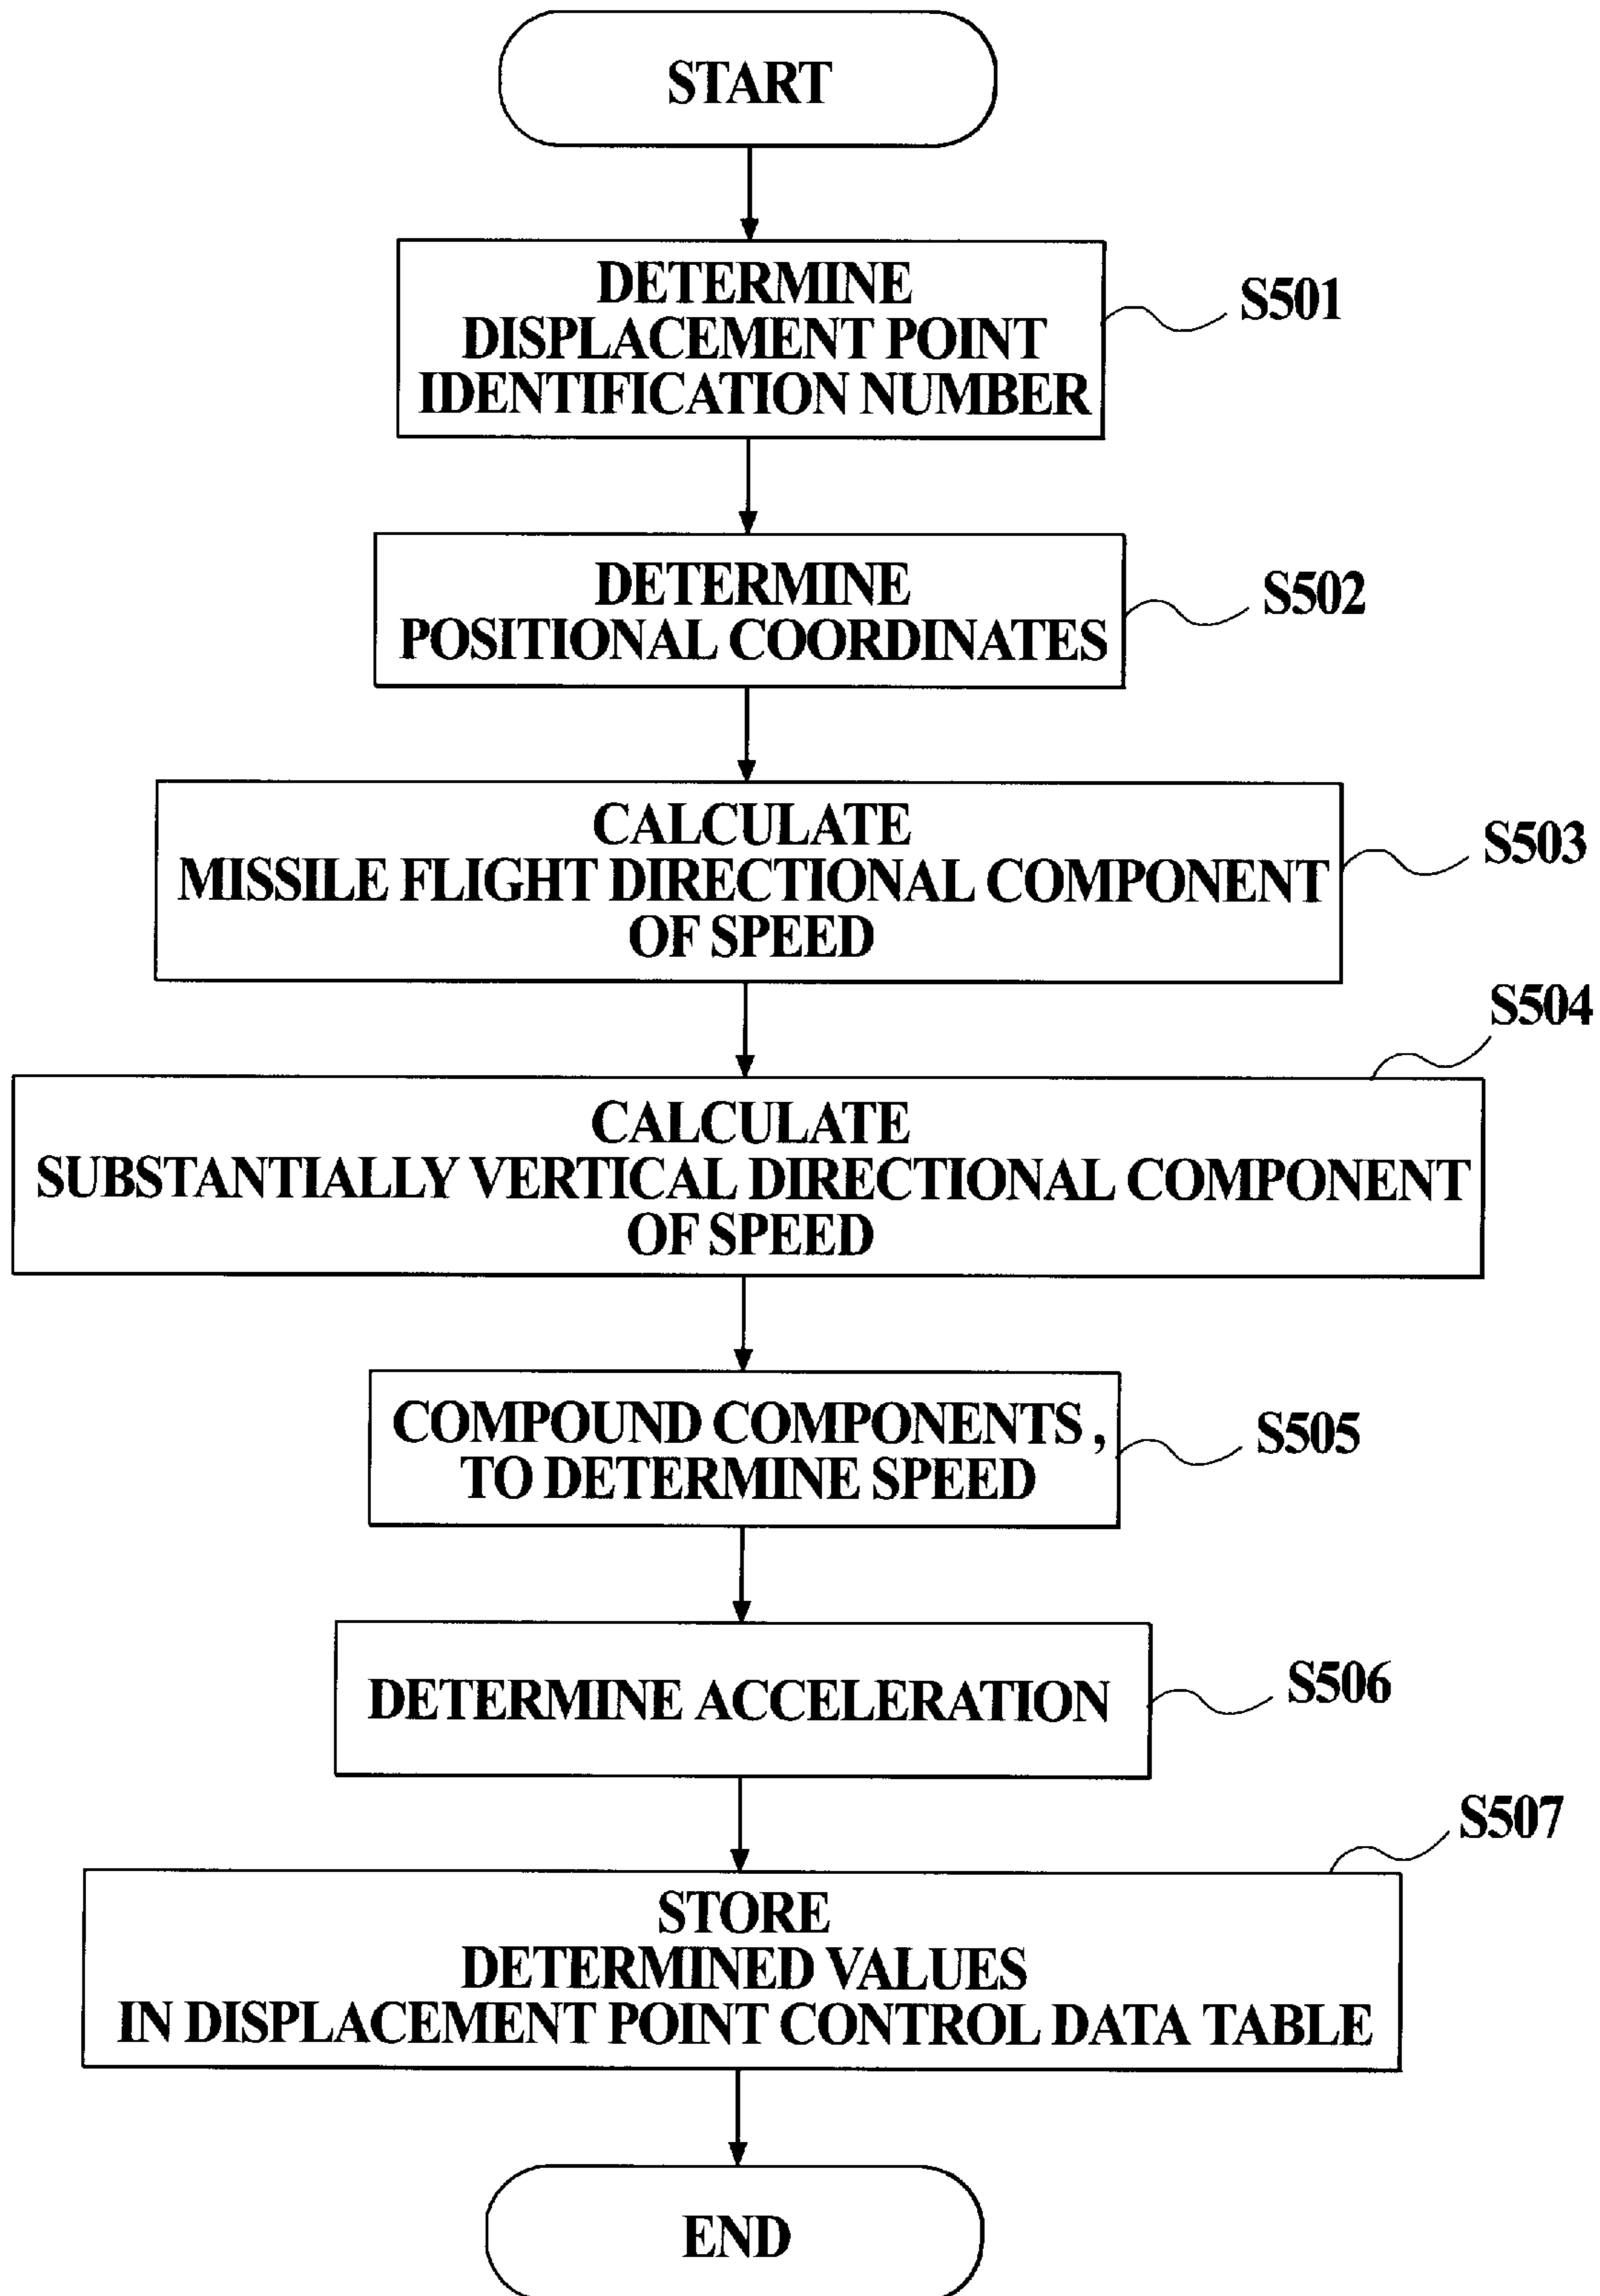 START
DETERMINE
DISPLACEMENT POINT
IDENTIFICATION NUMBER
S501
DETERMINE
POSITIONAL COORDINATES
S502
CALCULATE
MISSILE FLIGHT DIRECTIONAL COMPONENT
OF SPEED
S503
CALCULATE
SUBSTANTIALLY VERTICAL DIRECTIONAL COMPONENT
OF SPEED
S504
COMPOUND COMPONENTS ,
TO DETERMINE SPEED
S505
DETERMINE ACCELERATION
S506
STORE
DETERMINED VALUES
IN DISPLACEMENT POINT CONTROL DATA TABLE
S507
END